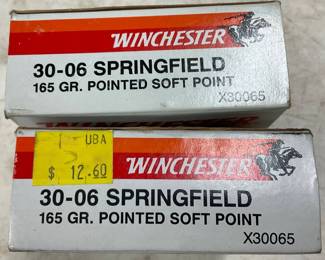 WINCHESTER
30-06 SPRINGFIELD
165 GR. POINTED SOFT POINT
X30065
UBA
$ 12.60
WINCHESTER
30-06 SPRINGFIELD
165 GR. POINTED SOFT POINT
X30065